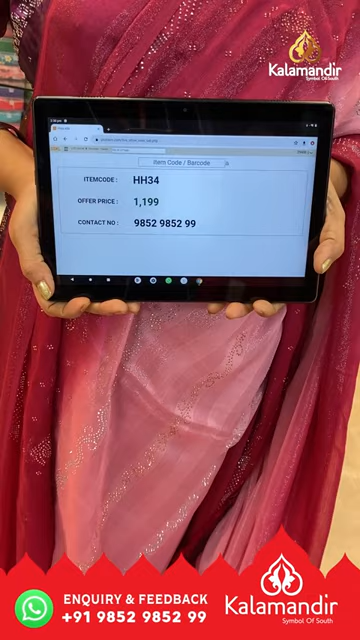 Kalamandir
Symbol Of South
Item Code / Barcode
ITEMCODE : HH34
OFFER PRICE : 1,199
CONTACT NO : 9852 9852 99
ENQUIRY & FEEDBACK
+91 9852 9852 99
Kalamandir
Symbol Of South